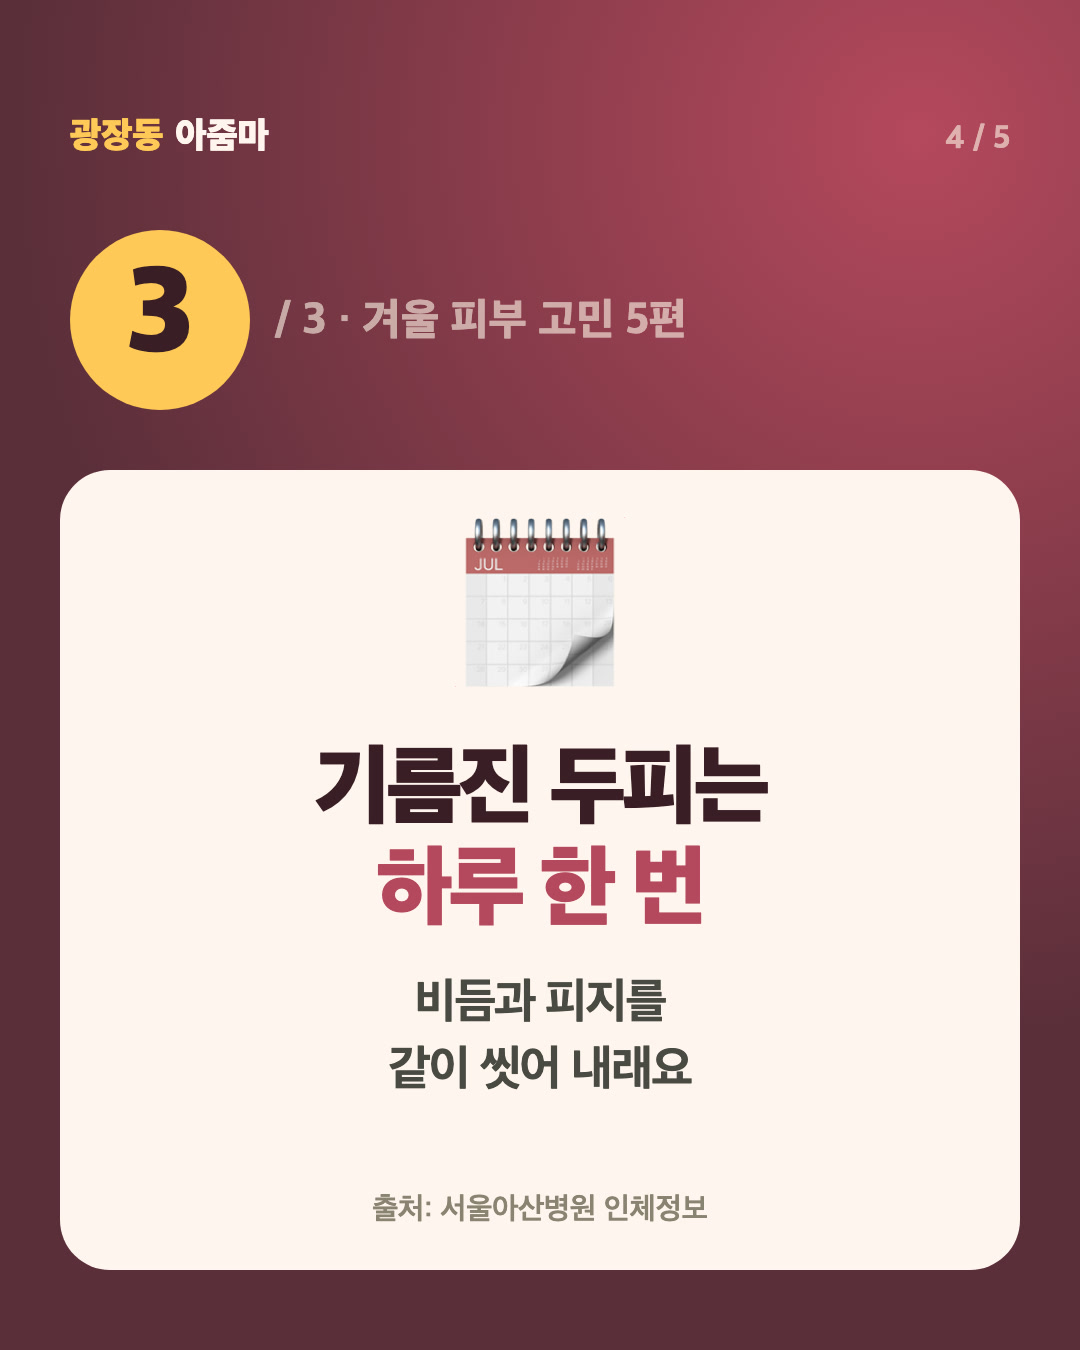 광장동 아줌마
4 / 5
3 / 3 · 겨울 피부 고민 5편
JUL
기름진 두피는
하루 한 번
비듬과 피지를
같이 씻어 내래요
출처: 서울아산병원 인체정보